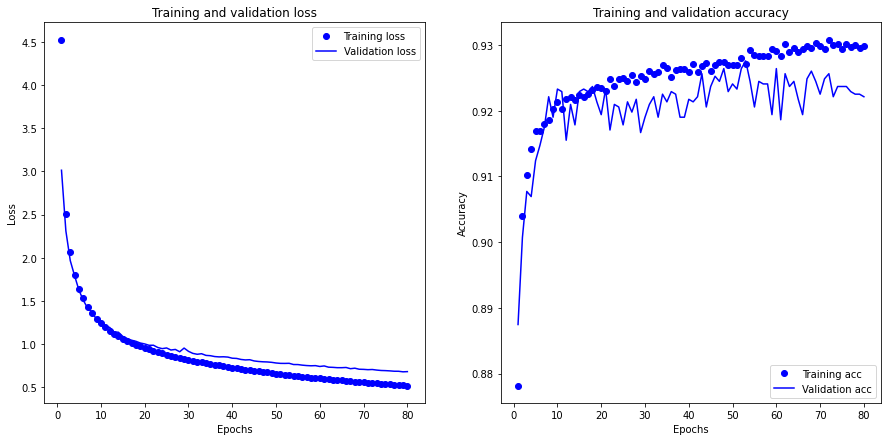 Training and validation loss
4.5
4.0
3.5
3.0
2.5
2.0
1.5
1.0
0.5
Loss
Training loss
Validation loss
0 10 20 30 40 50 60 70 80
Epochs
Training and validation accuracy
0.93
0.92
0.91
0.90
0.89
0.88
Accuracy
Training acc
Validation acc
0 10 20 30 40 50 60 70 80
Epochs